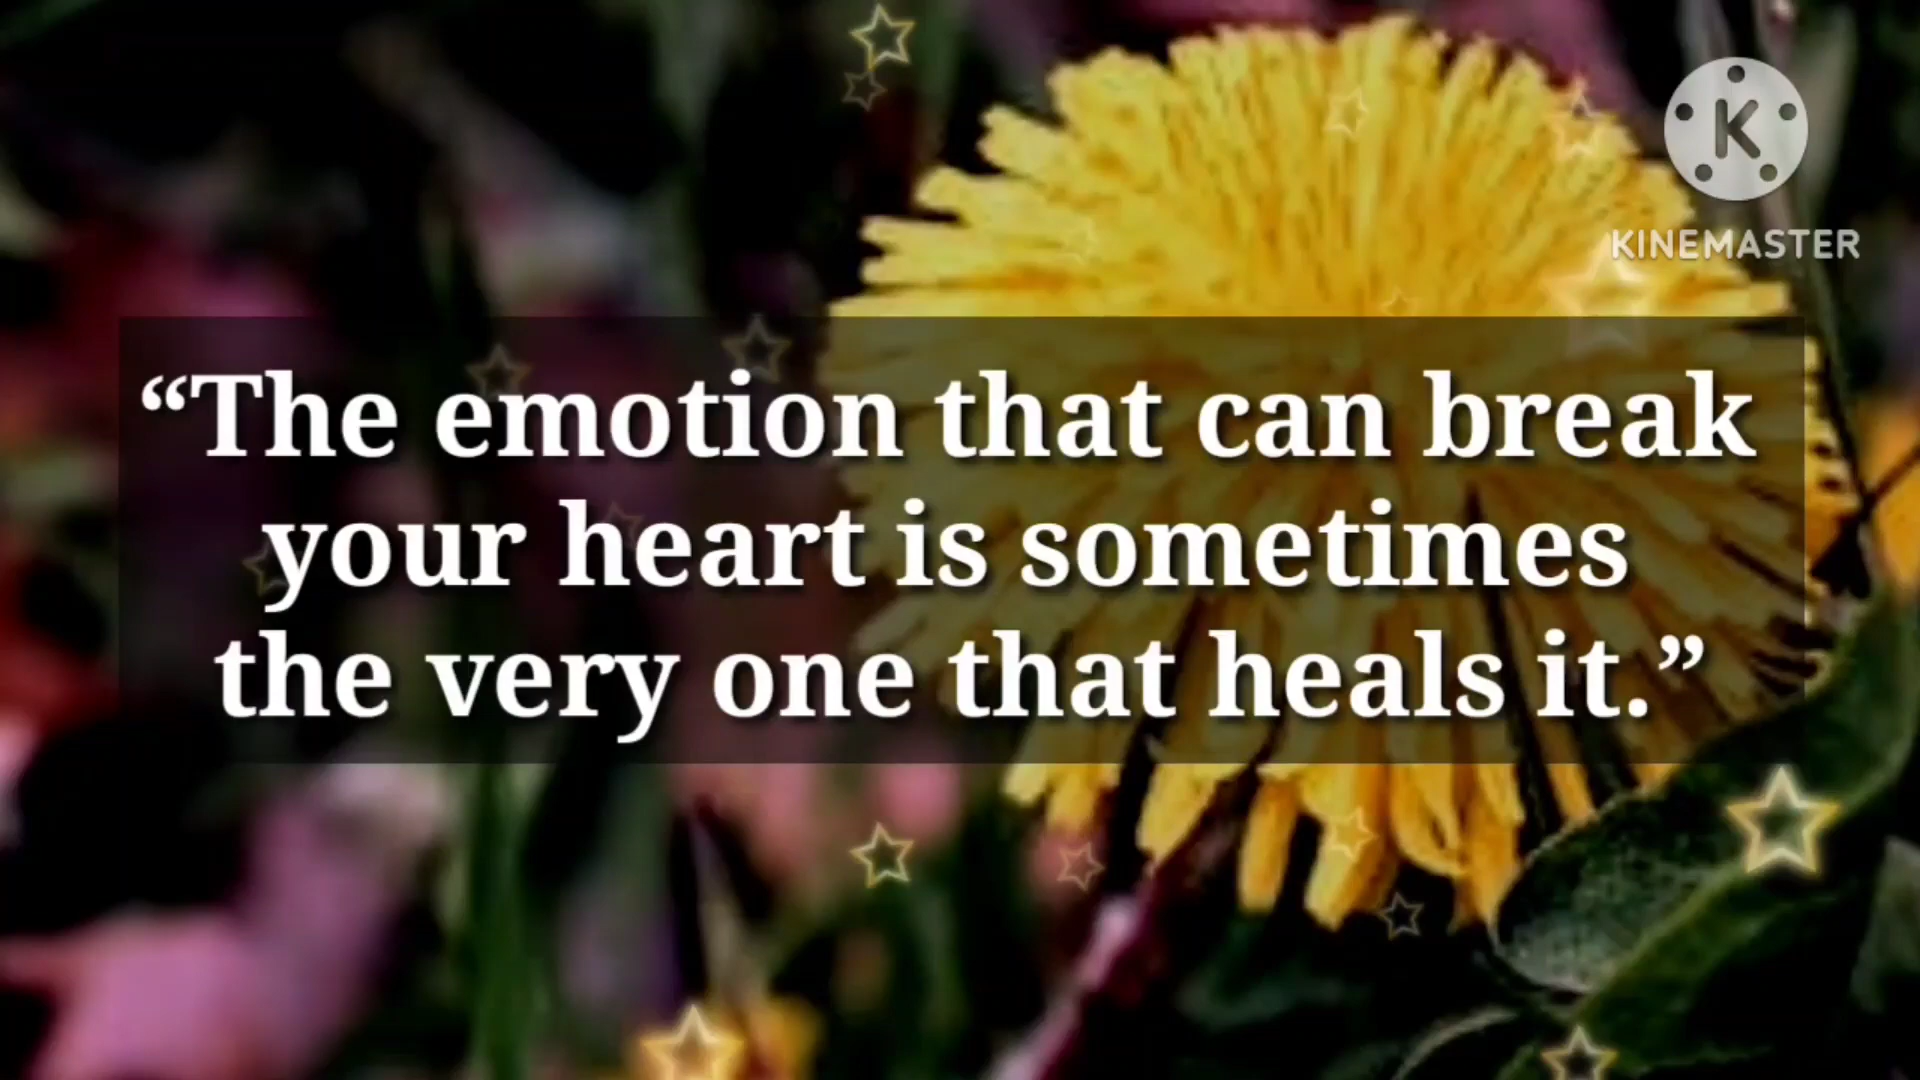 K
KINEMASTER
“The emotion that can break
your heart is sometimes
the very one that heals it.”